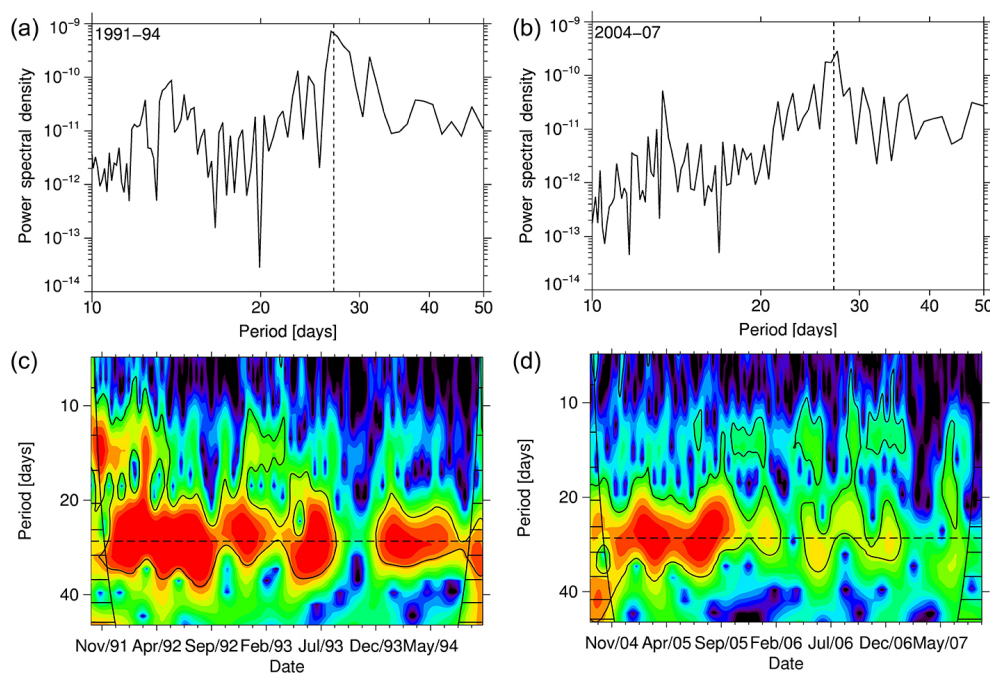 (a)
1991−94
10⁻⁹
10⁻¹⁰
10⁻¹¹
10⁻¹²
10⁻¹³
10⁻¹⁴
Power spectral density
10 20 30 40 50
Period [days]
(b)
2004−07
10⁻⁹
10⁻¹⁰
10⁻¹¹
10⁻¹²
10⁻¹³
10⁻¹⁴
Power spectral density
10 20 30 40 50
Period [days]
(c)
10
20
40
Period [days]
Nov/91 Apr/92 Sep/92 Feb/93 Jul/93 Dec/93 May/94
Date
(d)
10
20
40
Period [days]
Nov/04 Apr/05 Sep/05 Feb/06 Jul/06 Dec/06 May/07
Date